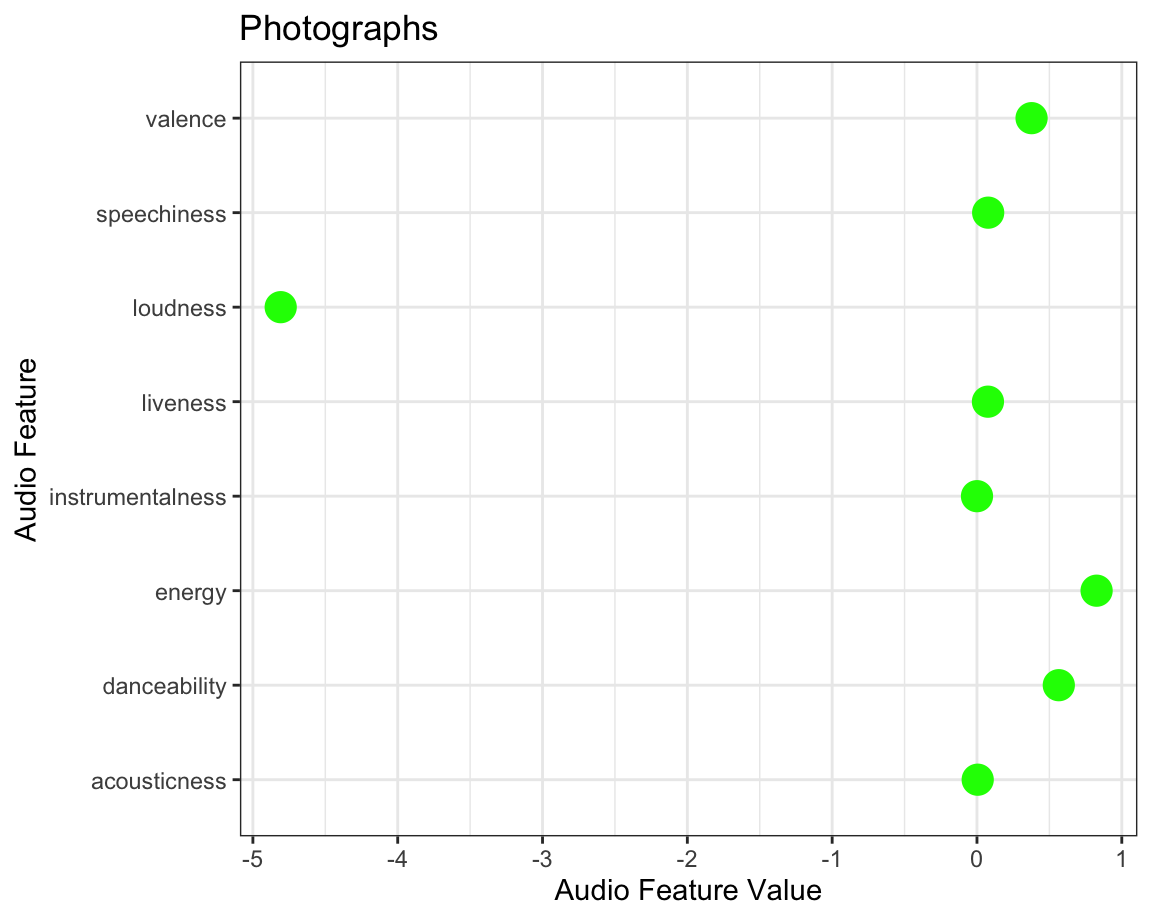 Photographs
valence
speechiness
loudness
liveness
instrumentalness
energy
danceability
acousticness
Audio Feature
-5 -4 -3 -2 -1 0 1
Audio Feature Value